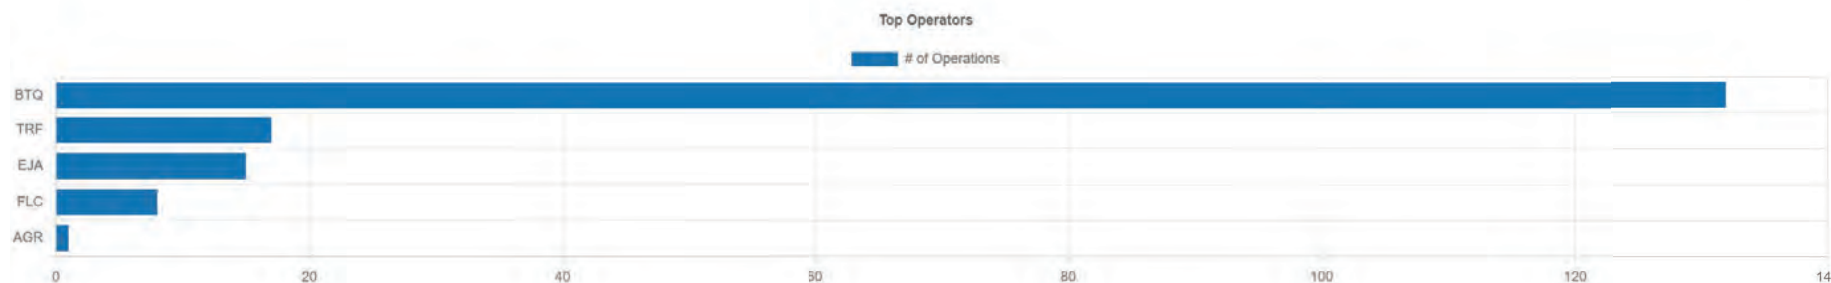 Top Operators
# of Operations
BTQ
TRF
EJA
FLC
AGR
0 20 40 60 80 100 120 14